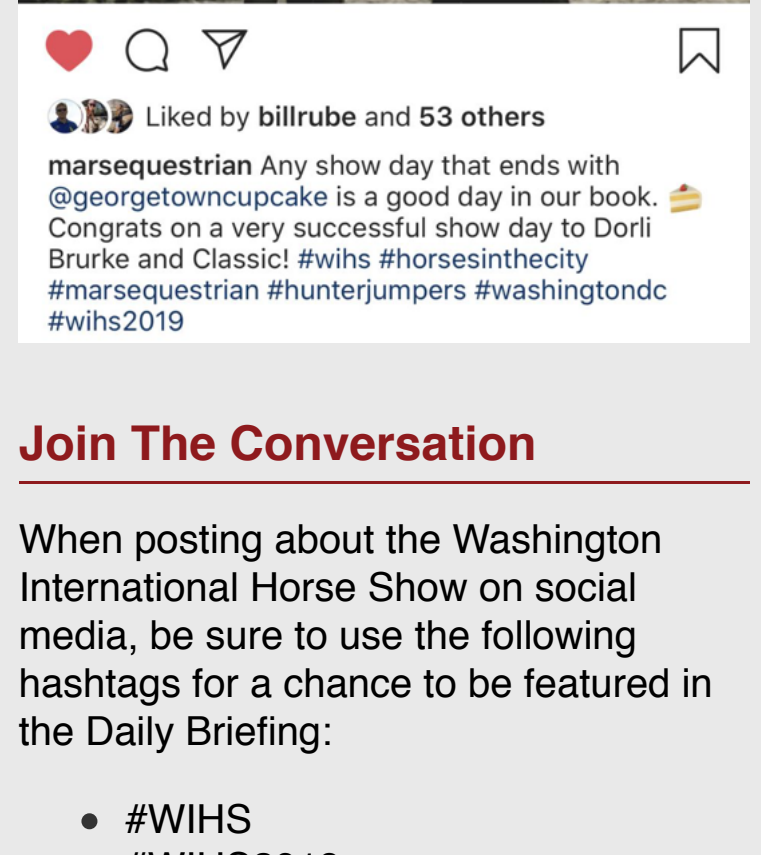 Liked by billrube and 53 others
marsequestrian Any show day that ends with
@georgetowncupcake is a good day in our book.
Congrats on a very successful show day to Dorli
Brurke and Classic! #wihs #horsesinthecity
#marsequestrian #hunterjumpers #washingtondc
#wihs2019
Join The Conversation
When posting about the Washington
International Horse Show on social
media, be sure to use the following
hashtags for a chance to be featured in
the Daily Briefing:
#WIHS